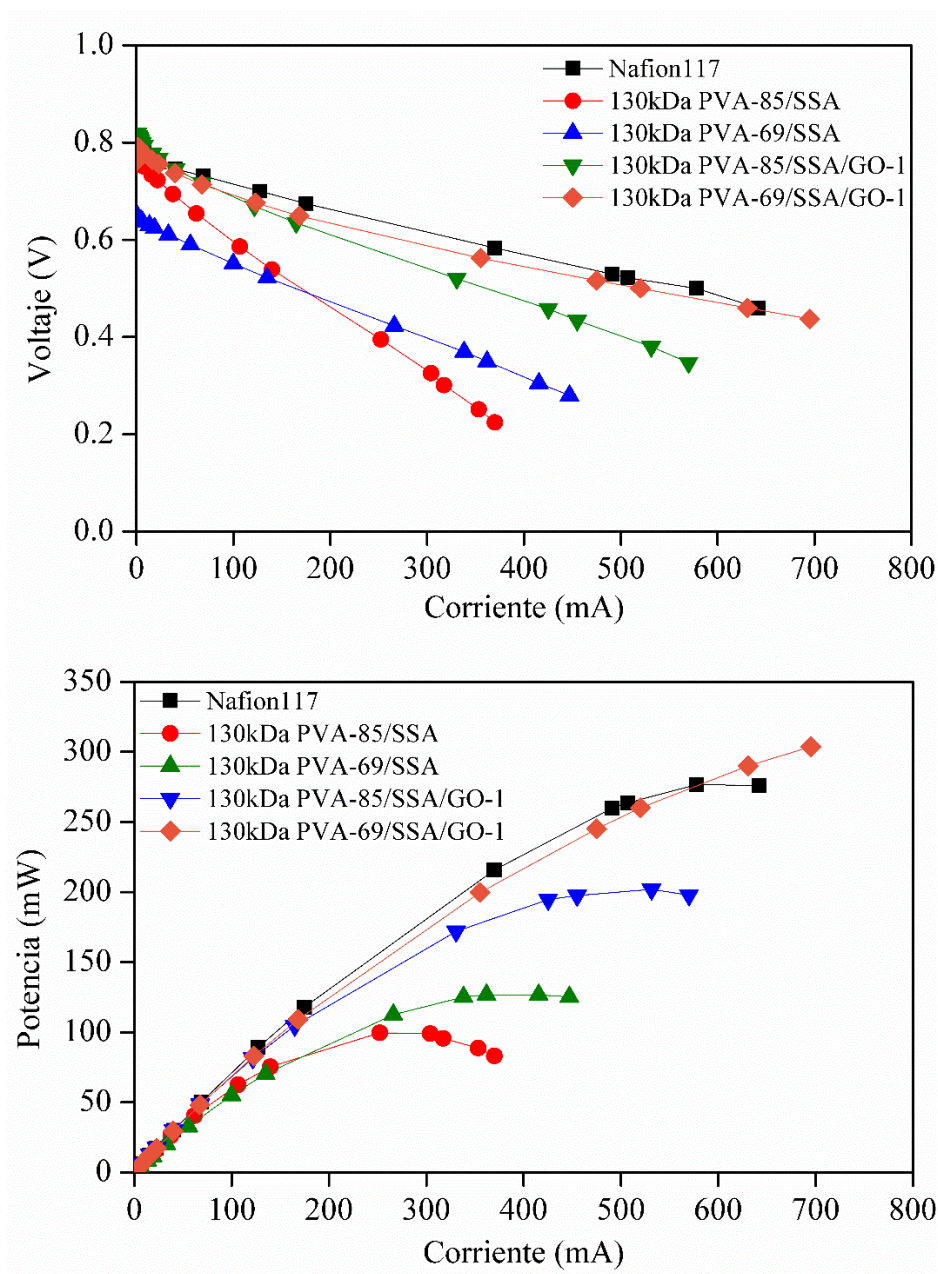 1.0
0.8
0.6
0.4
0.2
0.0
Voltaje (V)
Nafion117
130kDa PVA-85/SSA
130kDa PVA-69/SSA
130kDa PVA-85/SSA/GO-1
130kDa PVA-69/SSA/GO-1
0 100 200 300 400 500 600 700 800
Corriente (mA)
350
300
250
200
150
100
50
0
Potencia (mW)
Nafion117
130kDa PVA-85/SSA
130kDa PVA-69/SSA
130kDa PVA-85/SSA/GO-1
130kDa PVA-69/SSA/GO-1
0 100 200 300 400 500 600 700 800
Corriente (mA)